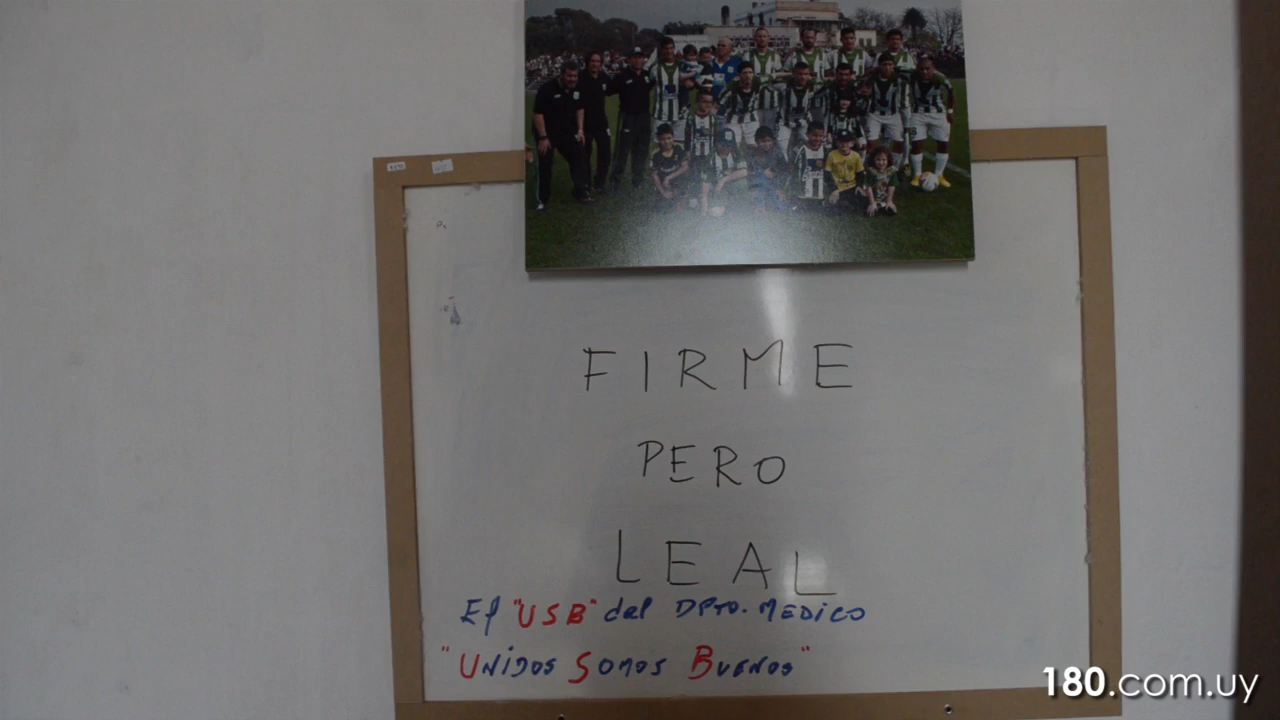 FIRME
PERO
LEAL
El "USB" del DPTO. MEDICO
"UNIDOS SOMOS BUENOS"
180.com.uy